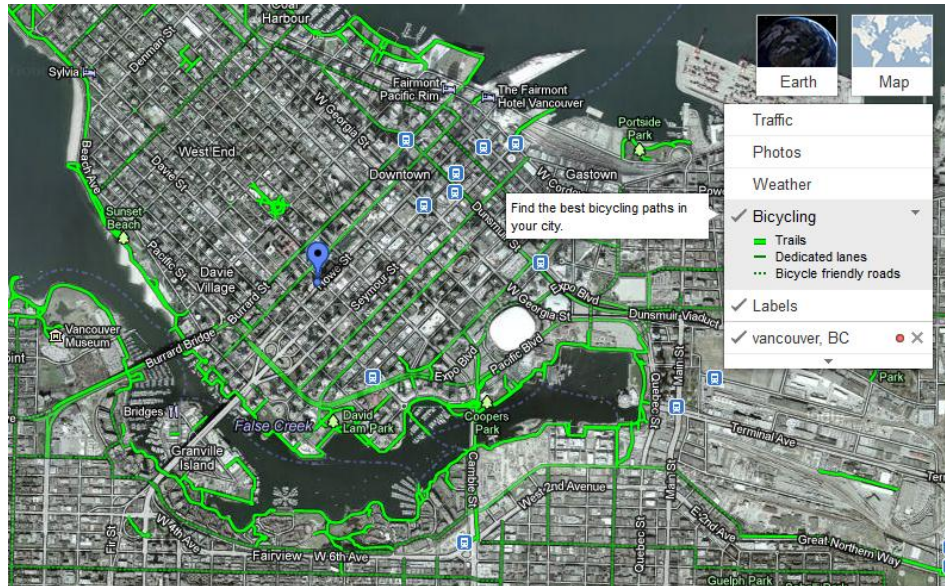 Coal
Harbour
Denman St
Sylvia
Fairmont
Pacific Rim
The Fairmont
Hotel Vancouver
W Georgia St
Portside
Park
West End
Beach Ave
Davie St
Downtown
Gastown
W Cordova
Dunsmuir St
Sunset
Beach
Pacific St
Davie
Village
Burrard St
Howe St
Seymour St
W Georgia St
Expo Blvd
Dunsmuir Viaduct
Vancouver
Museum
Burrard Bridge
Expo Blvd
Pacific Blvd
Main St
Quebec St
Bridges
False Creek
David
Lam Park
Coopers
Park
Park
Granville
Island
Terminal Ave
Cambie St
West 2nd Avenue
Main St
Fir St
W 4th Ave
Fairview
W 6th Ave
Quebec St
E 2nd Ave
Great Northern Way
Guelph Park
Earth
Map
Traffic
Photos
Weather
Bicycling
Trails
Dedicated lanes
Bicycle friendly roads
Labels
vancouver, BC
Find the best bicycling paths in
your city.